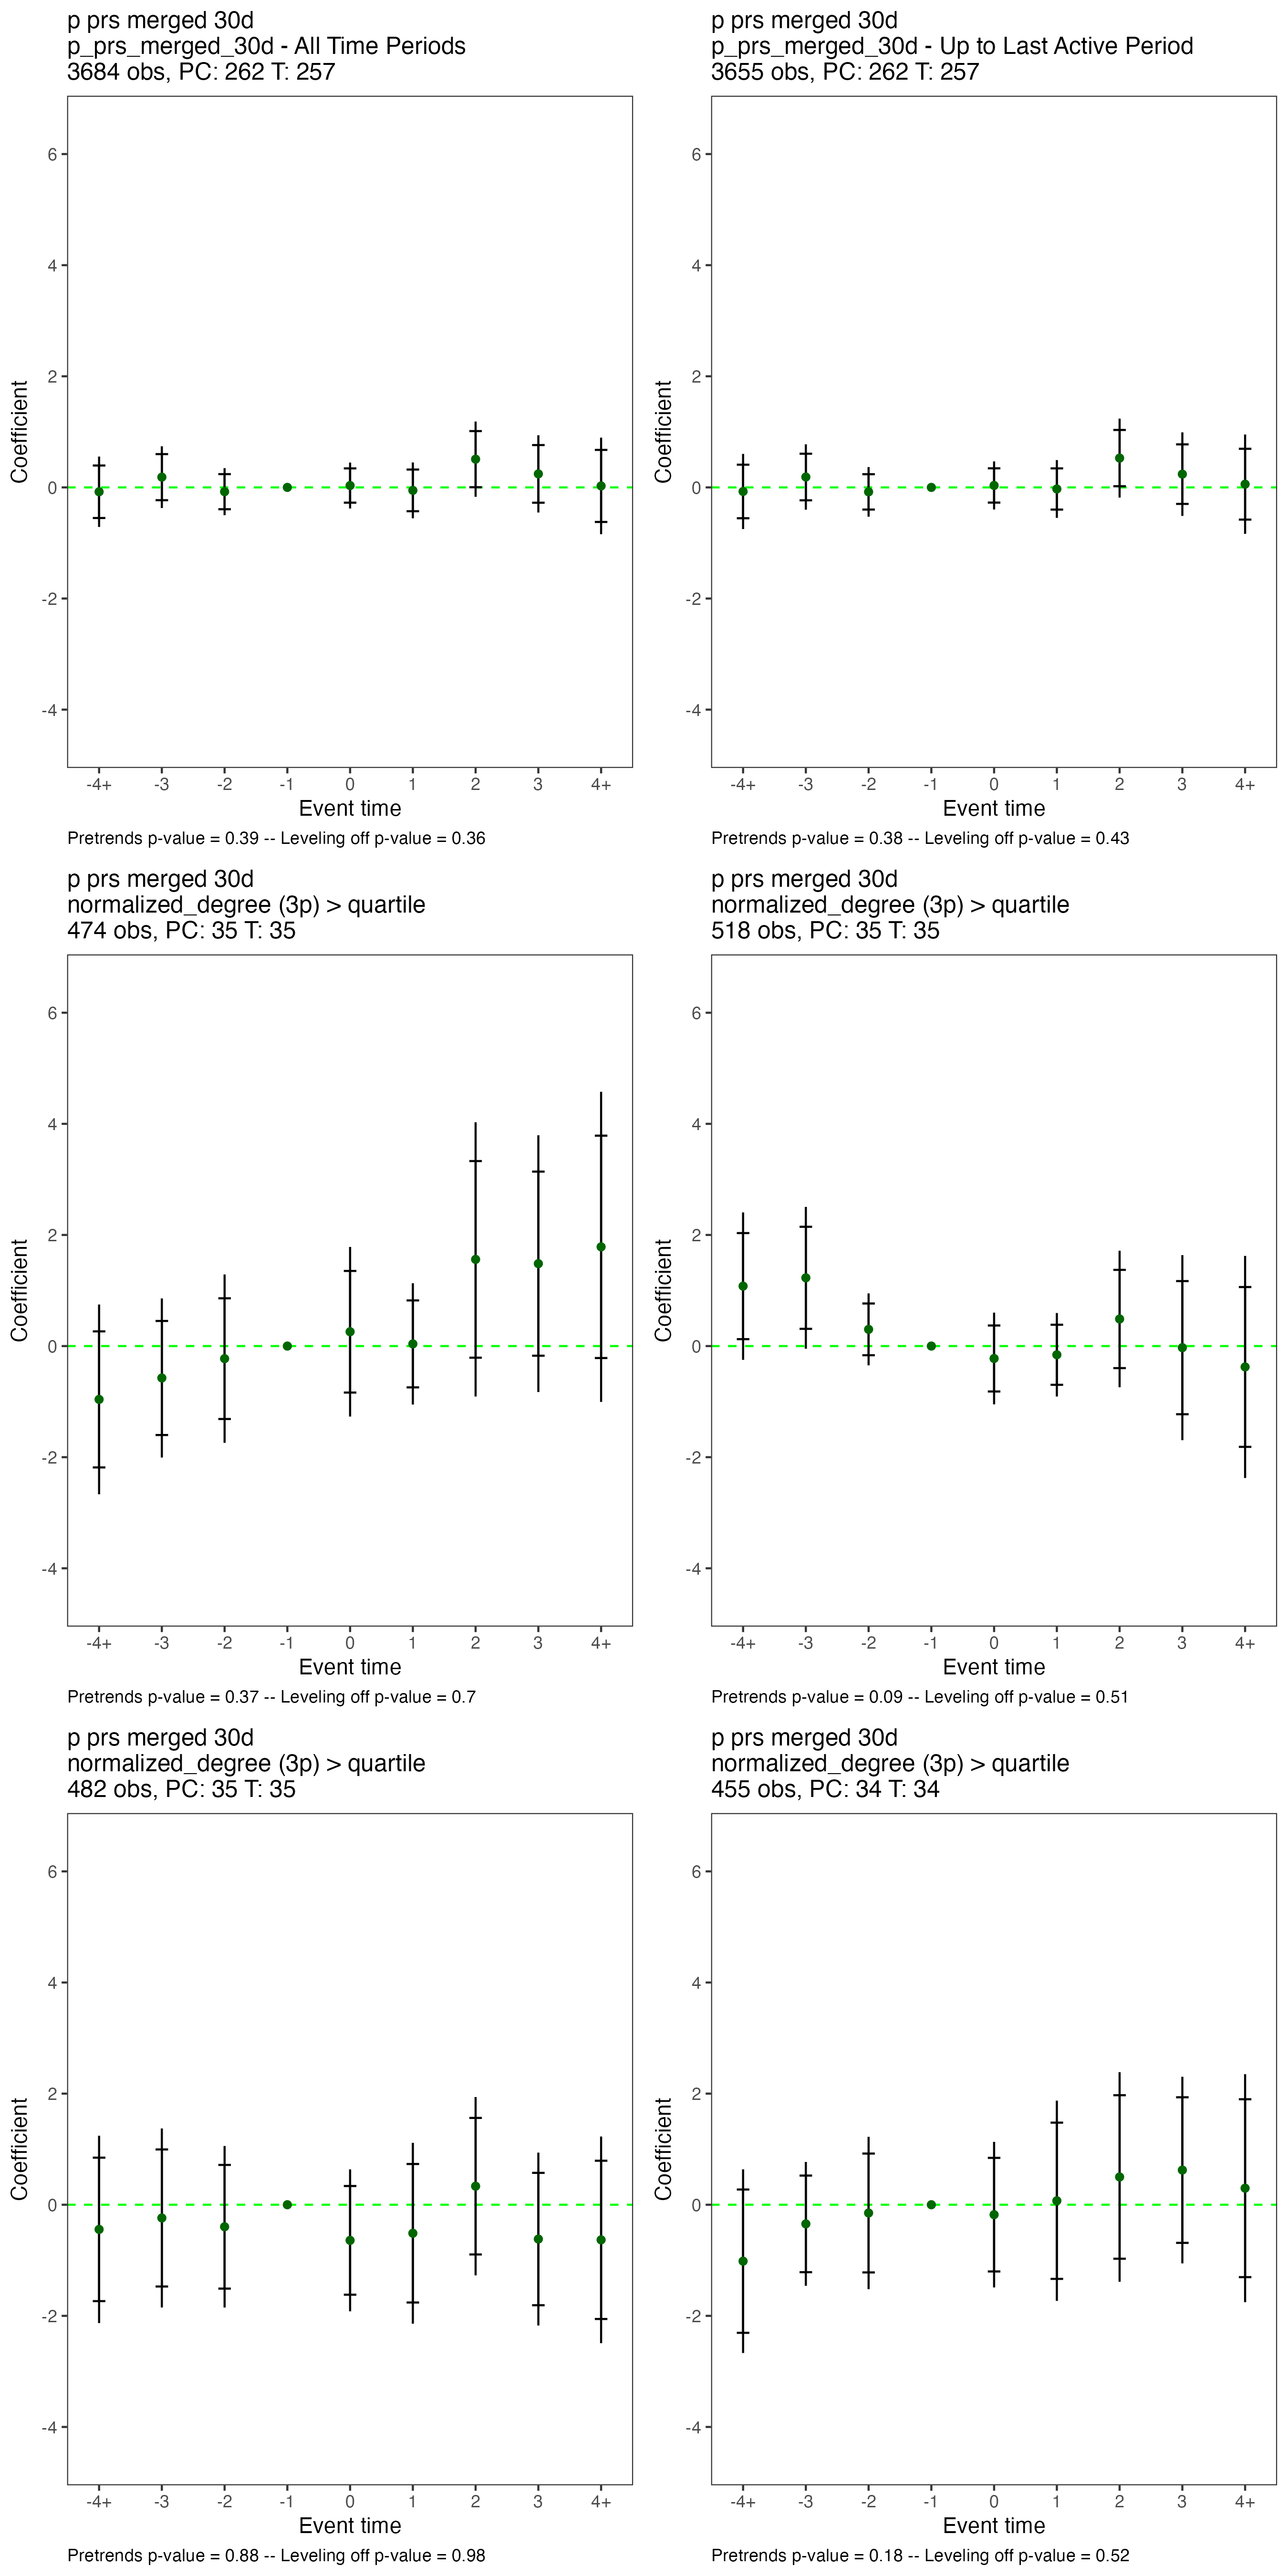 p prs merged 30d
p_prs_merged_30d - All Time Periods
3684 obs, PC: 262 T: 257
6
4
2
0
-2
-4
Coefficient
-4+ -3 -2 -1 0 1 2 3 4+
Event time
Pretrends p-value = 0.39 -- Leveling off p-value = 0.36
p prs merged 30d
p_prs_merged_30d - Up to Last Active Period
3655 obs, PC: 262 T: 257
6
4
2
0
-2
-4
Coefficient
-4+ -3 -2 -1 0 1 2 3 4+
Event time
Pretrends p-value = 0.38 -- Leveling off p-value = 0.43
p prs merged 30d
normalized_degree (3p) > quartile
474 obs, PC: 35 T: 35
6
4
2
0
-2
-4
Coefficient
-4+ -3 -2 -1 0 1 2 3 4+
Event time
Pretrends p-value = 0.37 -- Leveling off p-value = 0.7
p prs merged 30d
normalized_degree (3p) > quartile
518 obs, PC: 35 T: 35
6
4
2
0
-2
-4
Coefficient
-4+ -3 -2 -1 0 1 2 3 4+
Event time
Pretrends p-value = 0.09 -- Leveling off p-value = 0.51
p prs merged 30d
normalized_degree (3p) > quartile
482 obs, PC: 35 T: 35
6
4
2
0
-2
-4
Coefficient
-4+ -3 -2 -1 0 1 2 3 4+
Event time
Pretrends p-value = 0.88 -- Leveling off p-value = 0.98
p prs merged 30d
normalized_degree (3p) > quartile
455 obs, PC: 34 T: 34
6
4
2
0
-2
-4
Coefficient
-4+ -3 -2 -1 0 1 2 3 4+
Event time
Pretrends p-value = 0.18 -- Leveling off p-value = 0.52